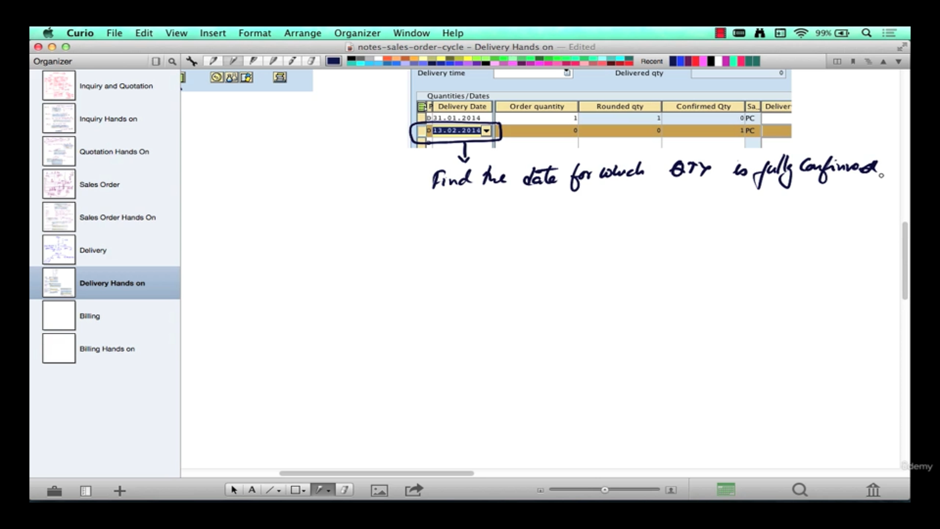 Curio File Edit View Insert Format Arrange Organizer Window Help 99%
notes-sales-order-cycle – Delivery Hands on — Edited
Organizer
Recent
Inquiry and Quotation
Inquiry Hands on
Quotation Hands On
Sales Order
Sales Order Hands On
Delivery
Delivery Hands on
Billing
Billing Hands on
Delivery time Delivered qty 0
Quantities/Dates
P Delivery Date Order quantity Rounded qty Confirmed Qty Sa.. Deliver
D 31.01.2014 1 1 0 PC
D 13.02.2014 0 0 1 PC
Find the date for which QTY is fully Confirmed.
A
Udemy